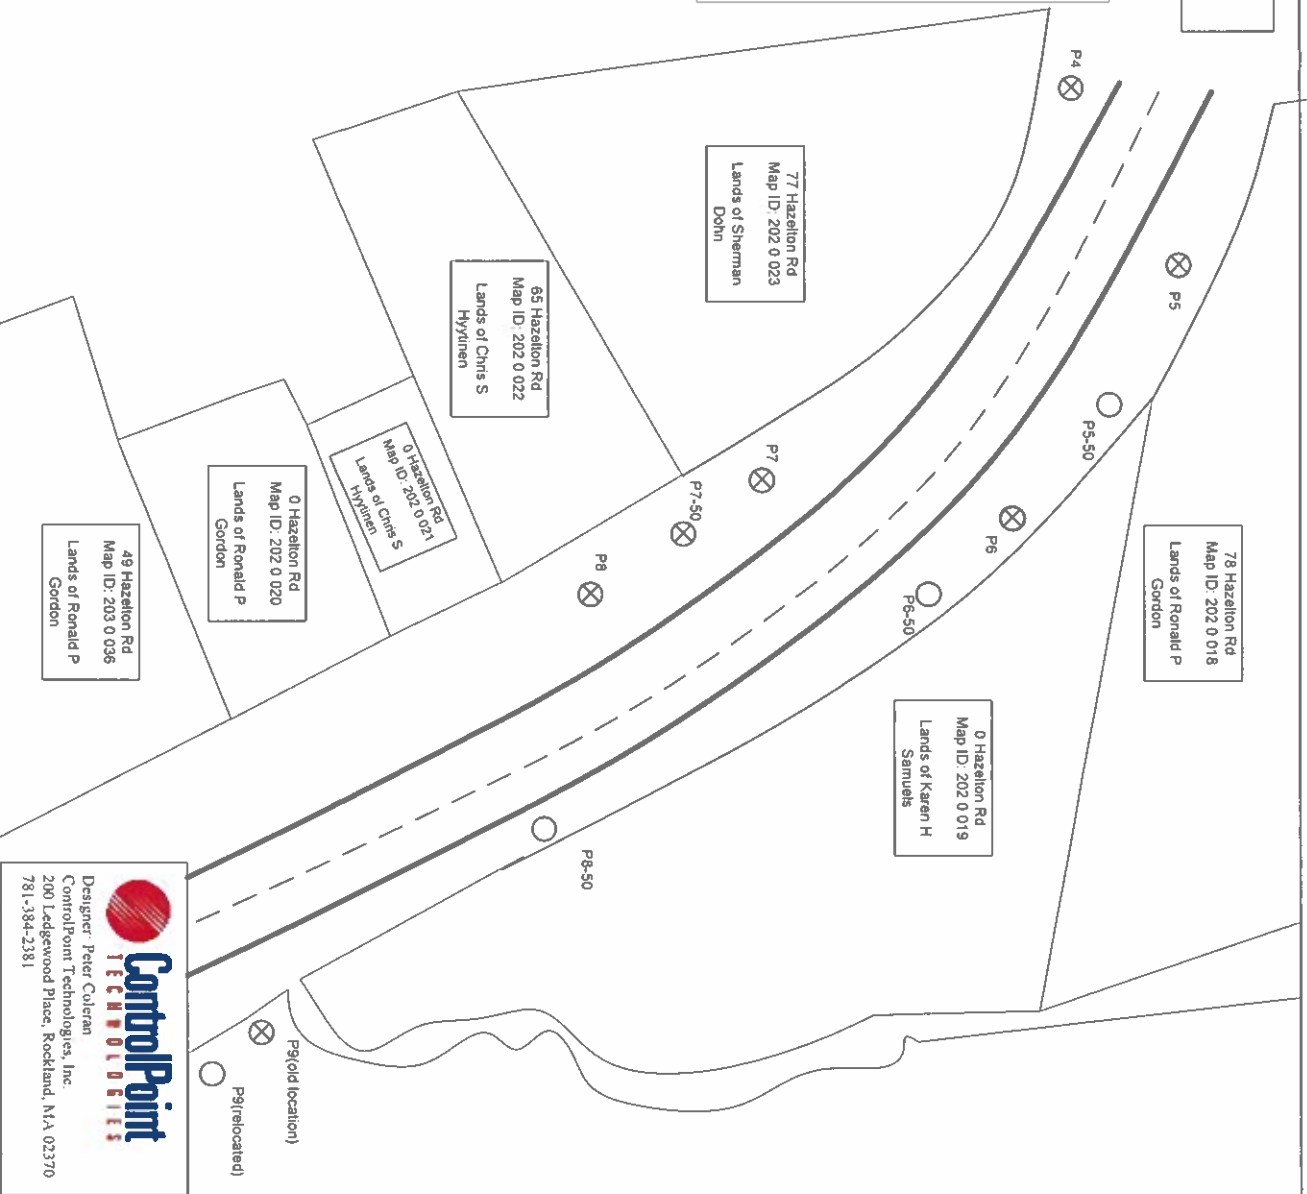 P4
77 Hazelton Rd
Map ID: 202 0 023
Lands of Sherman
Dohn
P5
P5-50
65 Hazelton Rd
Map ID: 202 0 022
Lands of Chris S
Hyytinen
P7
P7-50
P6
P6-50
P8
78 Hazelton Rd
Map ID: 202 0 018
Lands of Ronald P
Gordon
0 Hazelton Rd
Map ID: 202 0 021
Lands of Chris S
Hyytinen
0 Hazelton Rd
Map ID: 202 0 020
Lands of Ronald P
Gordon
49 Hazelton Rd
Map ID: 203 0 036
Lands of Ronald P
Gordon
0 Hazelton Rd
Map ID: 202 0 019
Lands of Karen H
Samuels
P8-50
P9(old location)
P9(relocated)
ControlPoint
TECHNOLOGIES
Designer: Peter Coleran
ControlPoint Technologies, Inc.
200 Ledgewood Place, Rockland, MA 02370
781-384-2381